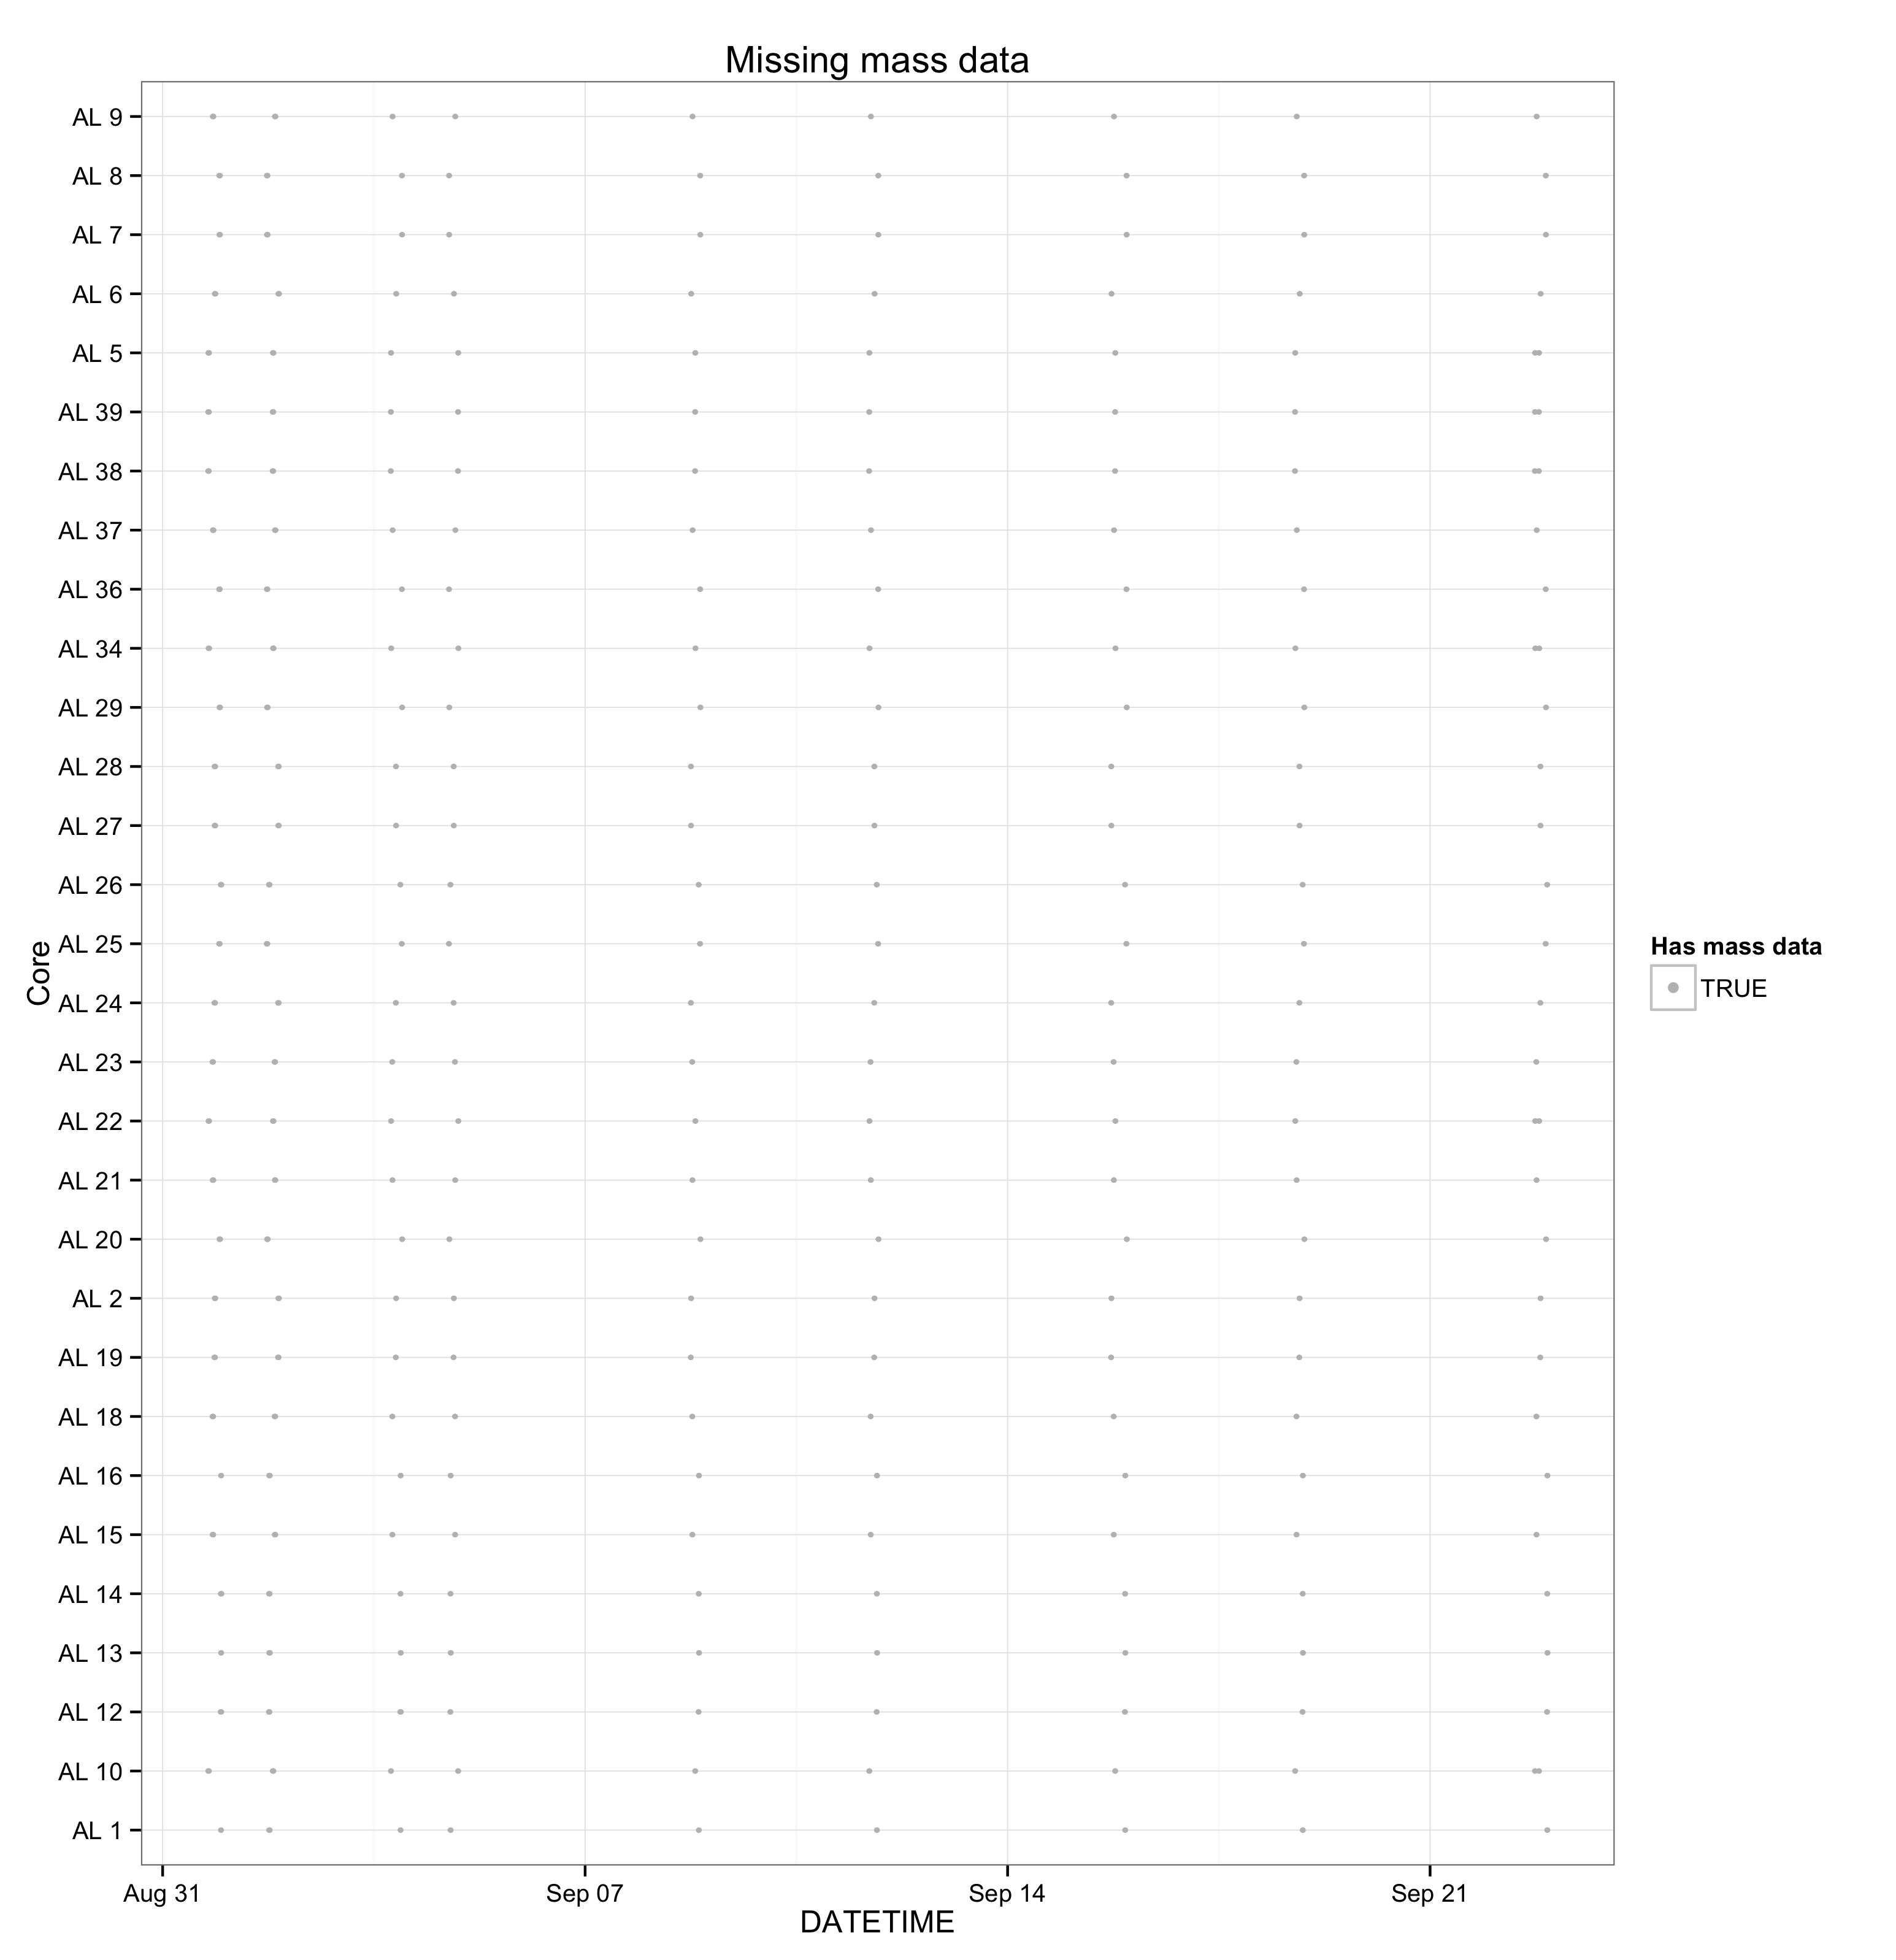 Missing mass data
AL 9
AL 8
AL 7
AL 6
AL 5
AL 39
AL 38
AL 37
AL 36
AL 34
AL 29
AL 28
AL 27
AL 26
AL 25
AL 24
AL 23
AL 22
AL 21
AL 20
AL 2
AL 19
AL 18
AL 16
AL 15
AL 14
AL 13
AL 12
AL 10
AL 1
Core
Aug 31 Sep 07 Sep 14 Sep 21
DATETIME
Has mass data
TRUE